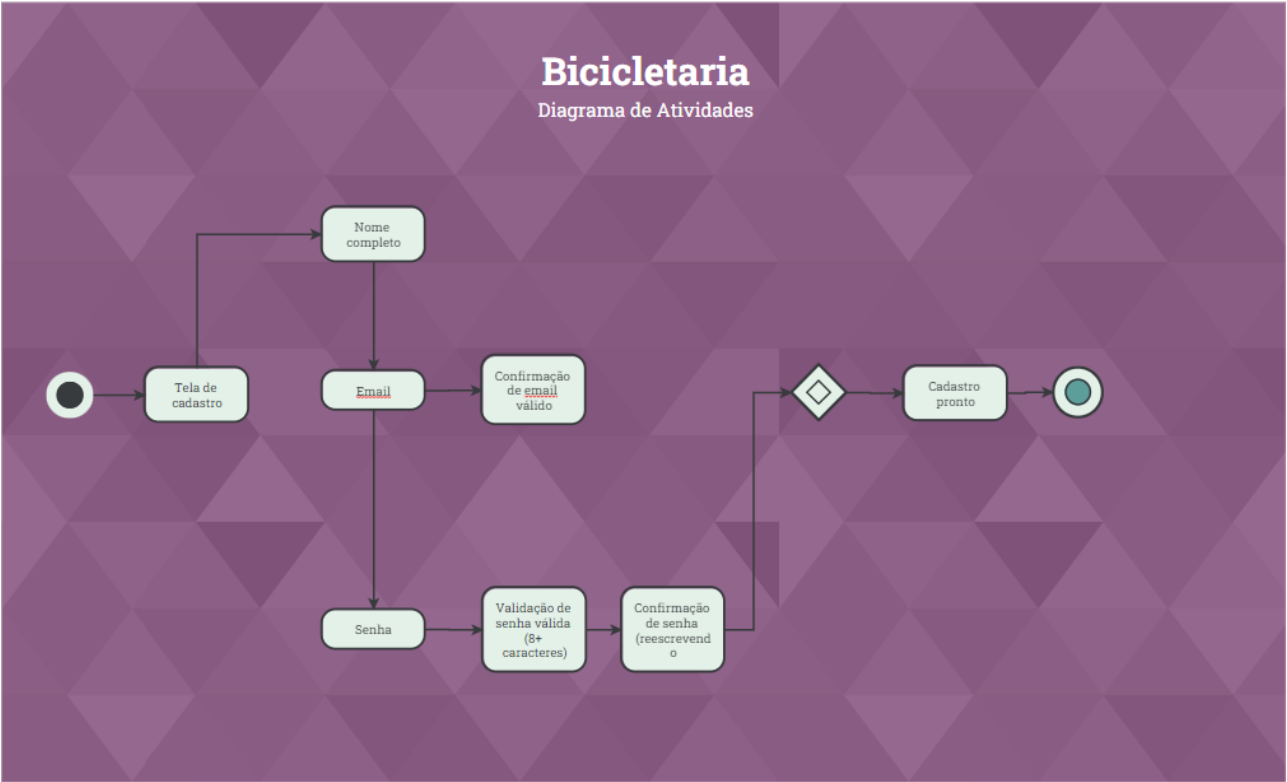 Bicicletaria
Diagrama de Atividades
Nome
completo
Tela de
cadastro
Email
Confirmação
de email
válido
Cadastro
pronto
Senha
Validação de
senha válida
(8+
caracteres)
Confirmação
de senha
(reescrevend
o